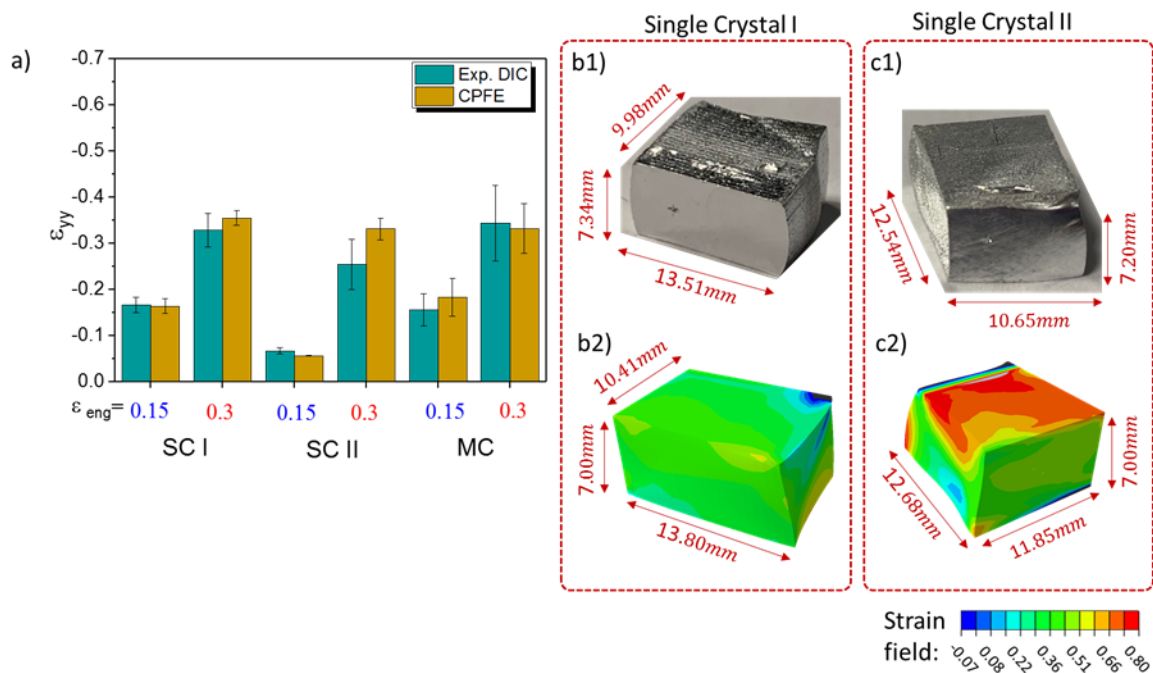 Single Crystal I
Single Crystal II
a)
-0.7
-0.6
-0.5
-0.4
-0.3
-0.2
-0.1
0.0
εyy
Exp. DIC
CPFE
ε eng= 0.15 0.3 0.15 0.3 0.15 0.3
SC I SC II MC
b1)
9.98mm
7.34mm
13.51mm
c1)
12.54mm
7.20mm
10.65mm
b2)
10.41mm
7.00mm
13.80mm
c2)
12.68mm
7.00mm
11.85mm
Strain
field:
-0.07 0.08 0.22 0.36 0.51 0.66 0.80